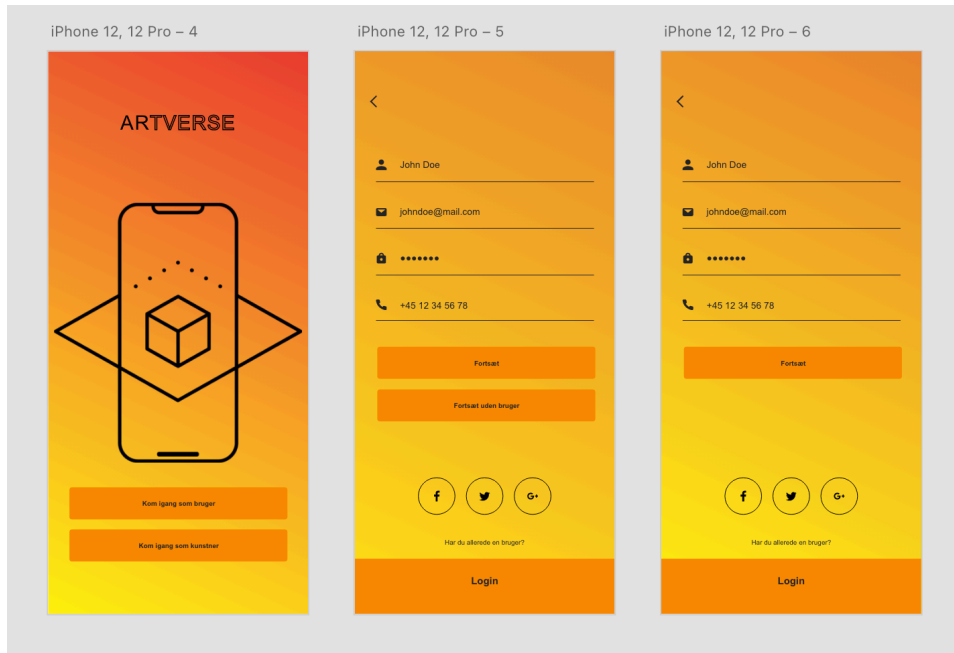 iPhone 12, 12 Pro – 4
ARTVERSE
Kom igang som bruger
Kom igang som kunstner
iPhone 12, 12 Pro – 5
John Doe
johndoe@mail.com
•••••••
+45 12 34 56 78
Fortsæt
Fortsæt uden bruger
f
G+
Har du allerede en bruger?
Login
iPhone 12, 12 Pro – 6
John Doe
johndoe@mail.com
•••••••
+45 12 34 56 78
Fortsæt
f
G+
Har du allerede en bruger?
Login